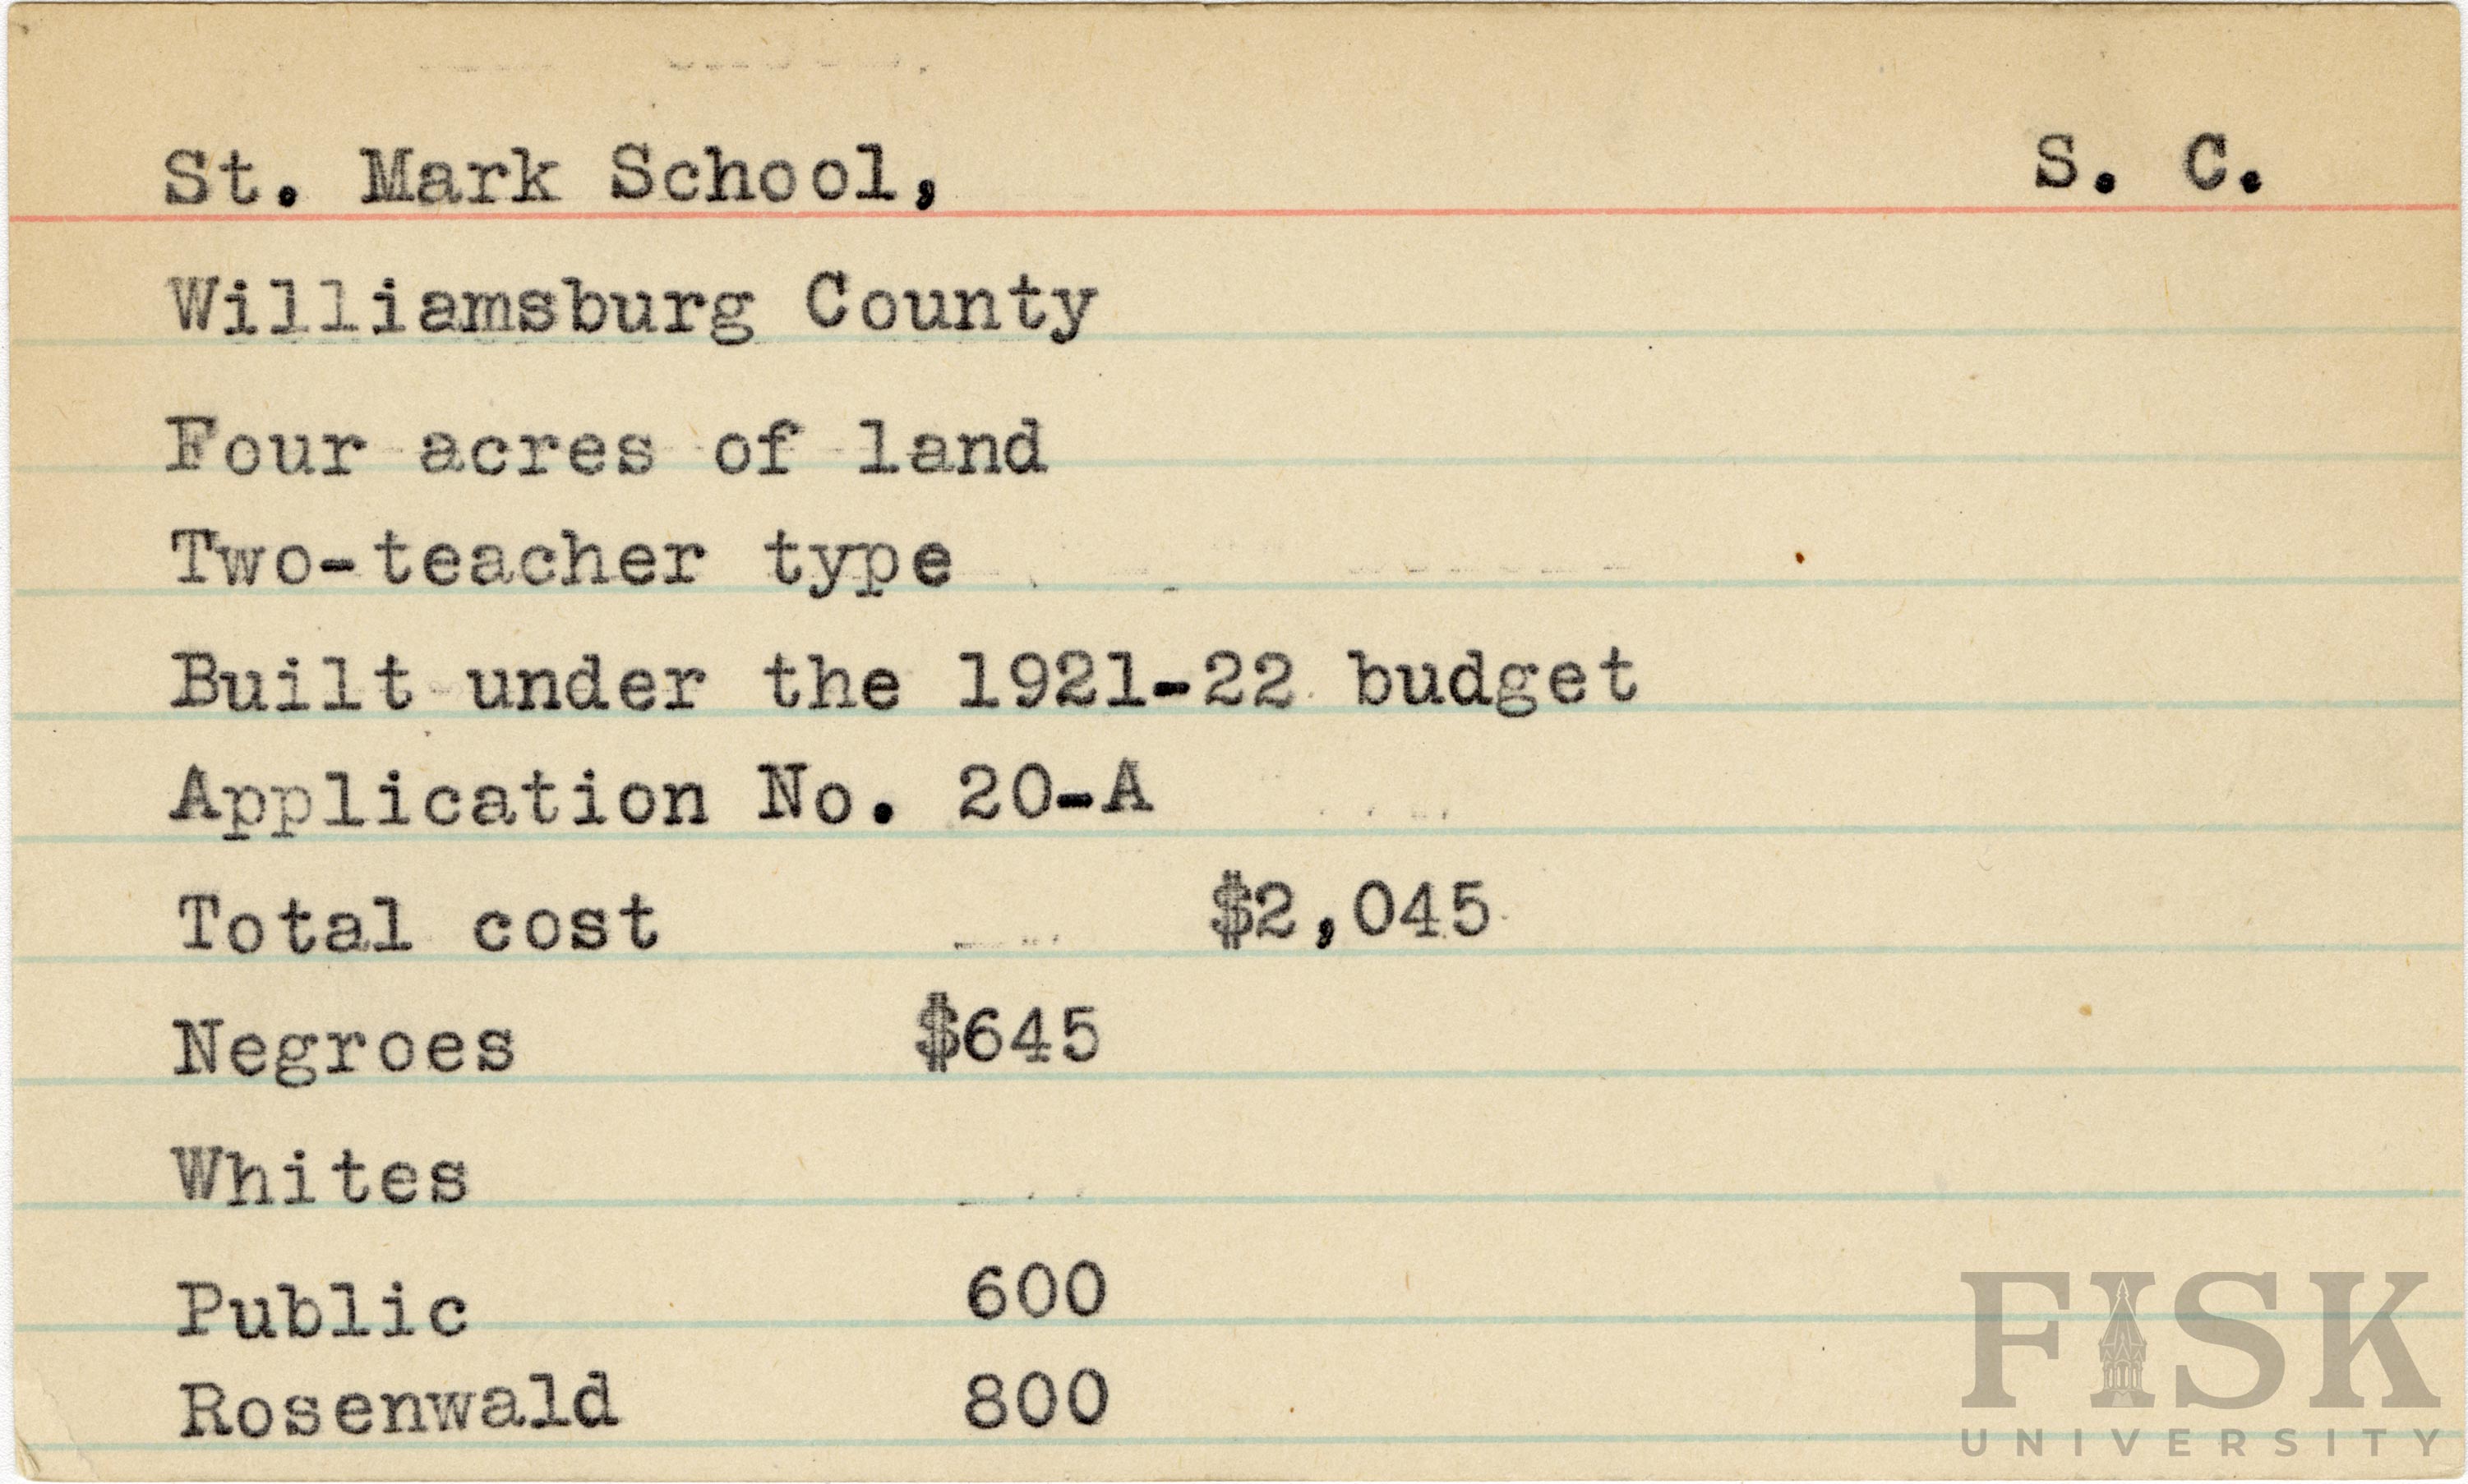 St. Mark School, S. C.
Williamsburg County
Four acres of land
Two-teacher type
Built under the 1921-22 budget
Application No. 20-A
Total cost $2,045
Negroes $645
Whites
Public 600
Rosenwald 800
FISK
UNIVERSITY